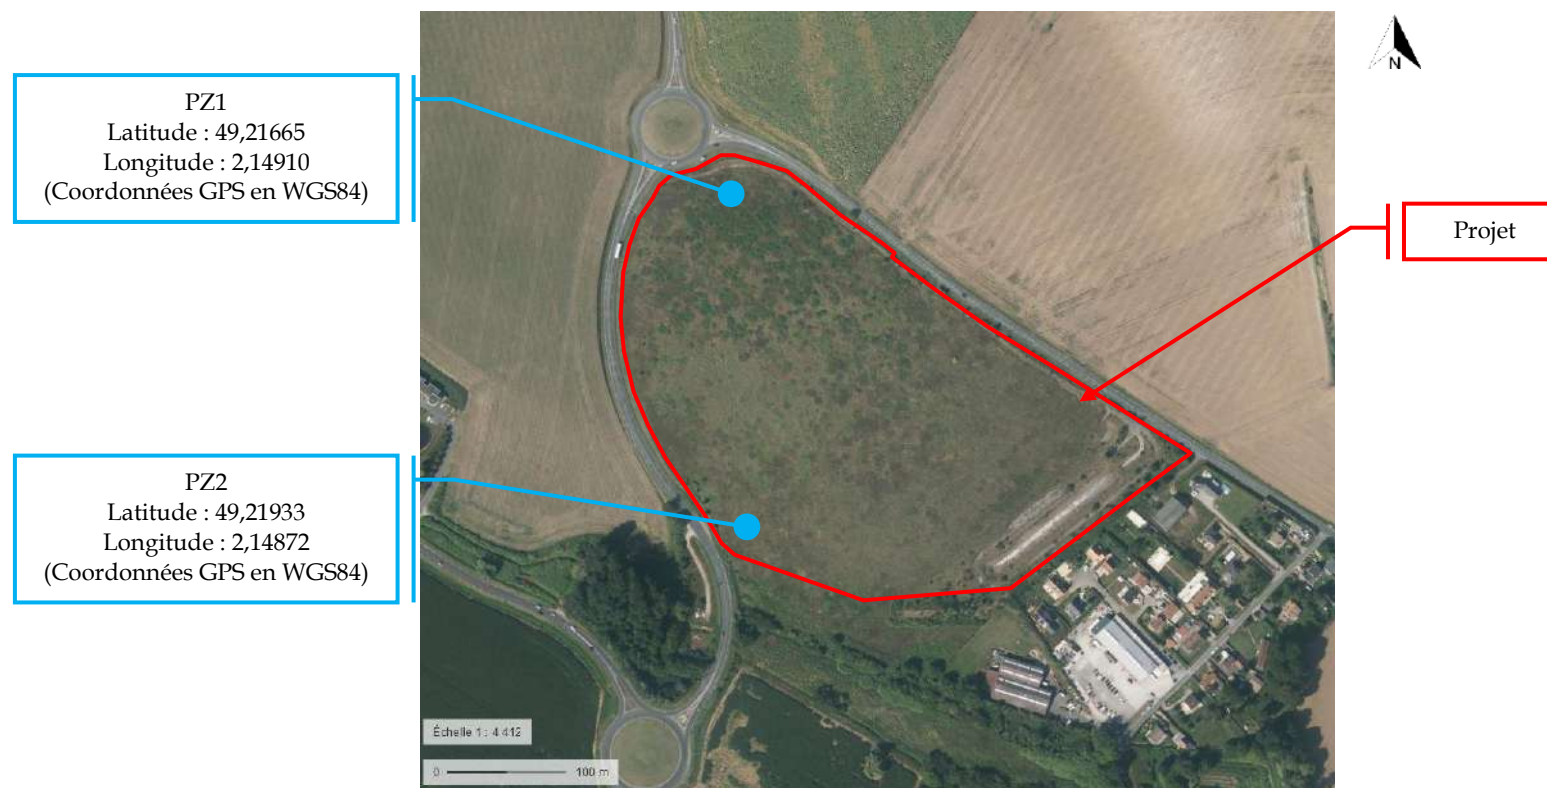 PZ1
Latitude : 49,21665
Longitude : 2,14910
(Coordonnées GPS en WGS84)
N
Projet
PZ2
Latitude : 49,21933
Longitude : 2,14872
(Coordonnées GPS en WGS84)
Échelle 1 : 4 412
0 100 m